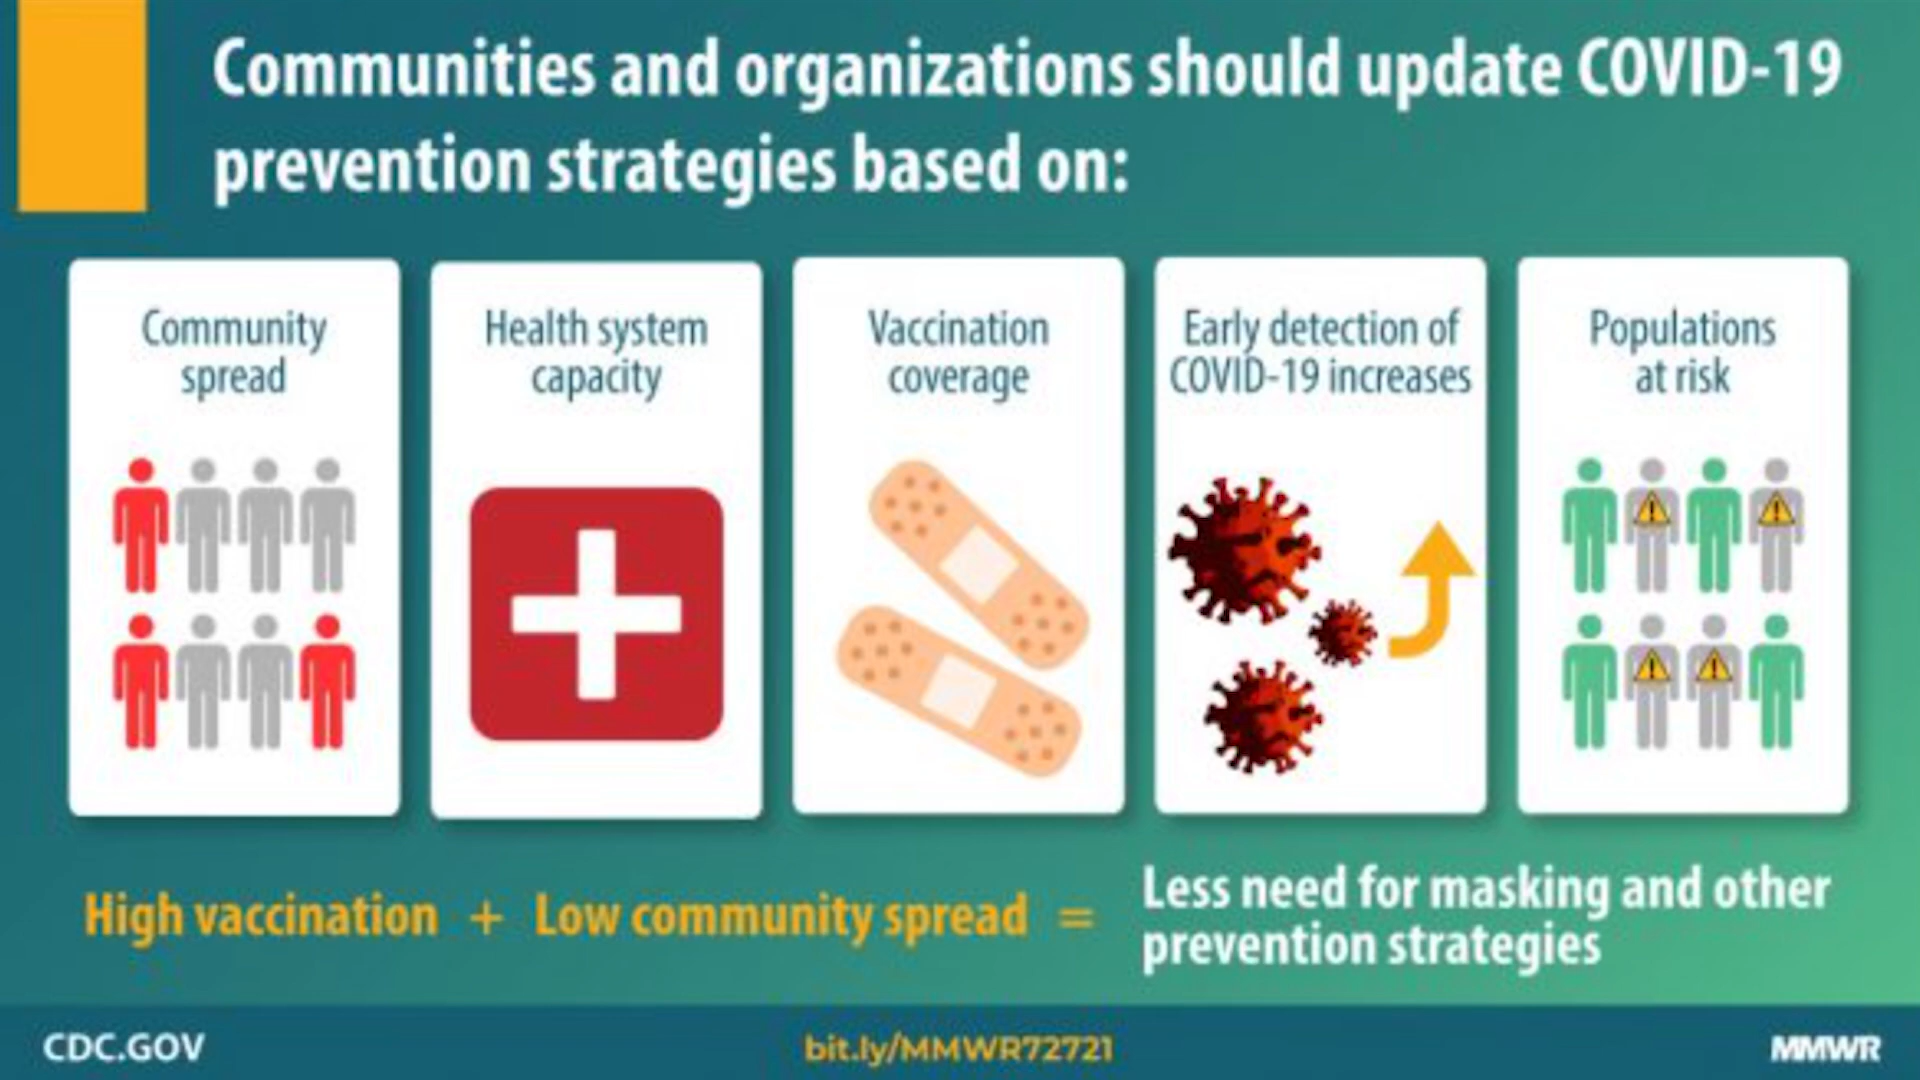 Communities and organizations should update COVID-19
prevention strategies based on:
Community
spread
Health system
capacity
Vaccination
coverage
Early detection of
COVID-19 increases
Populations
at risk
High vaccination + Low community spread =
Less need for masking and other
prevention strategies
CDC.GOV
bit.ly/MMWR72721
MMWR